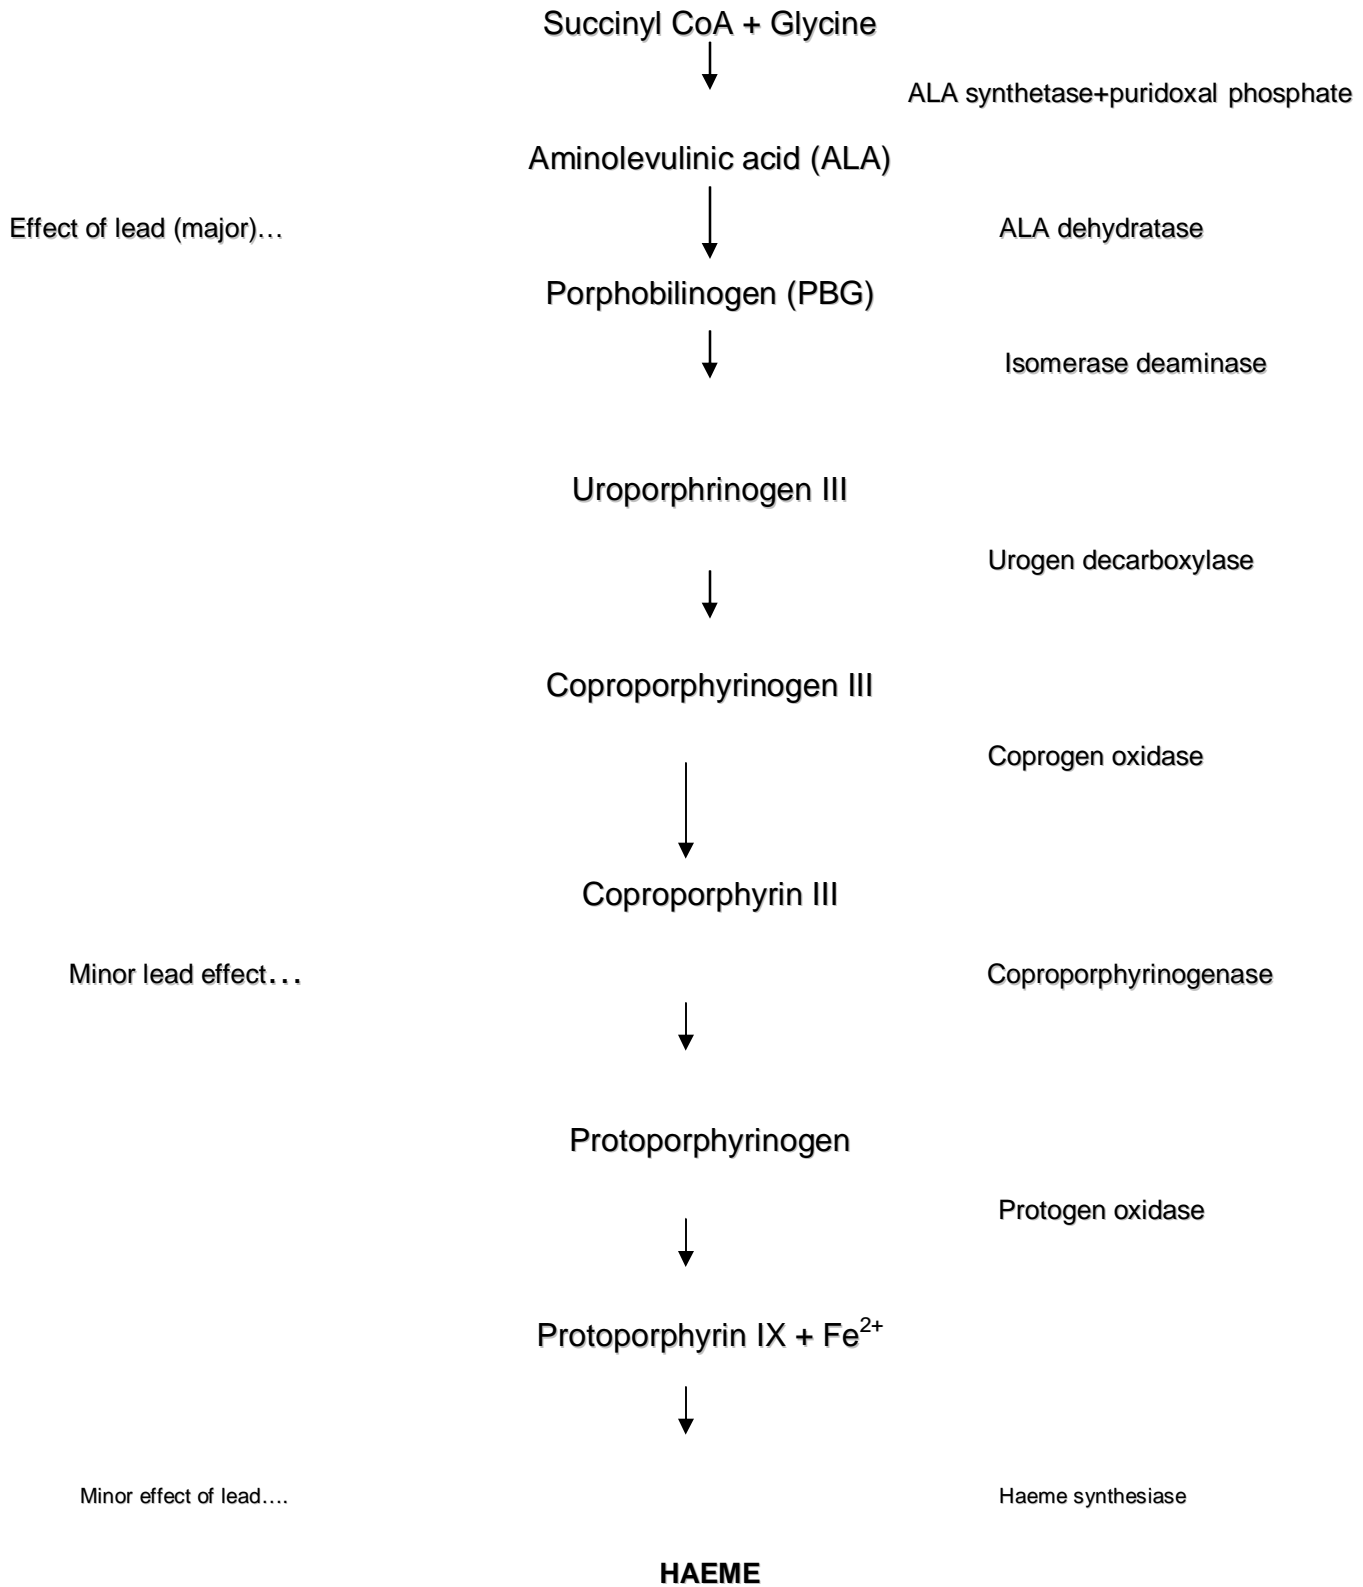 Succinyl CoA + Glycine
ALA synthetase+puridoxal phosphate
Aminolevulinic acid (ALA)
Effect of lead (major)… ALA dehydratase
Porphobilinogen (PBG)
Isomerase deaminase
Uroporphrinogen III
Urogen decarboxylase
Coproporphyrinogen III
Coprogen oxidase
Coproporphyrin III
Minor lead effect… Coproporphyrinogenase
Protoporphyrinogen
Protogen oxidase
Protoporphyrin IX + Fe²⁺
Minor effect of lead…. Haeme synthesiase
HAEME